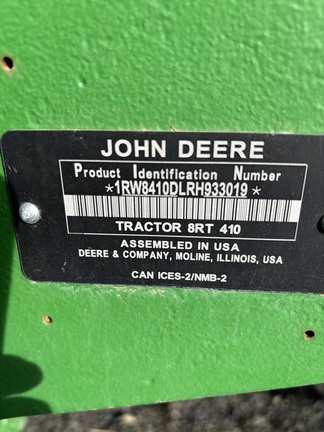 JOHN DEERE
Product Identification Number
*1RW8410DLRH933019*
TRACTOR 8RT 410
ASSEMBLED IN USA
DEERE & COMPANY, MOLINE, ILLINOIS, USA
CAN ICES-2/NMB-2